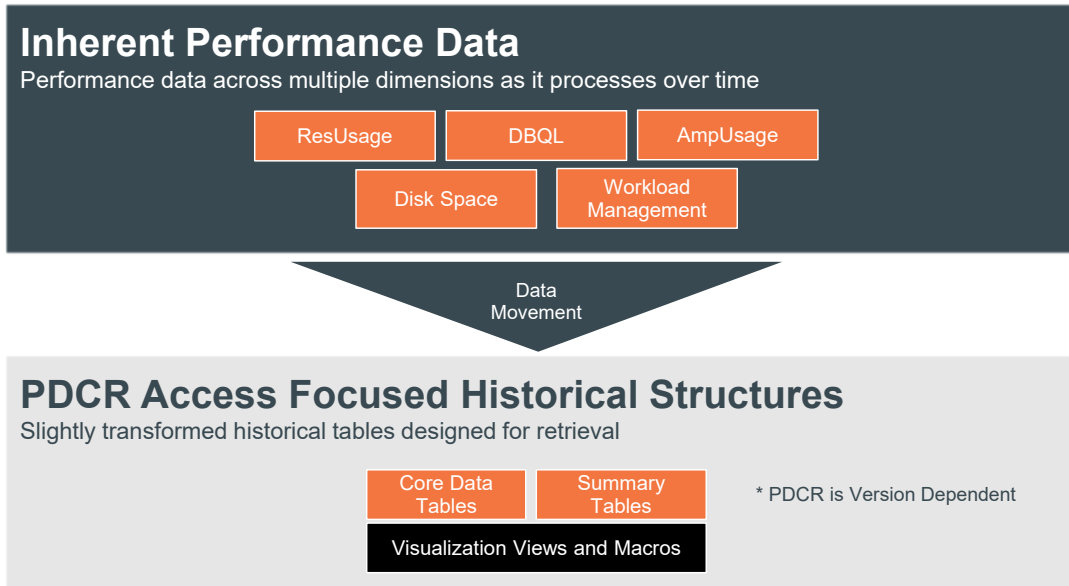 Inherent Performance Data
Performance data across multiple dimensions as it processes over time
ResUsage
DBQL
AmpUsage
Disk Space
Workload
Management
Data
Movement
PDCR Access Focused Historical Structures
Slightly transformed historical tables designed for retrieval
Core Data
Tables
Summary
Tables
* PDCR is Version Dependent
Visualization Views and Macros